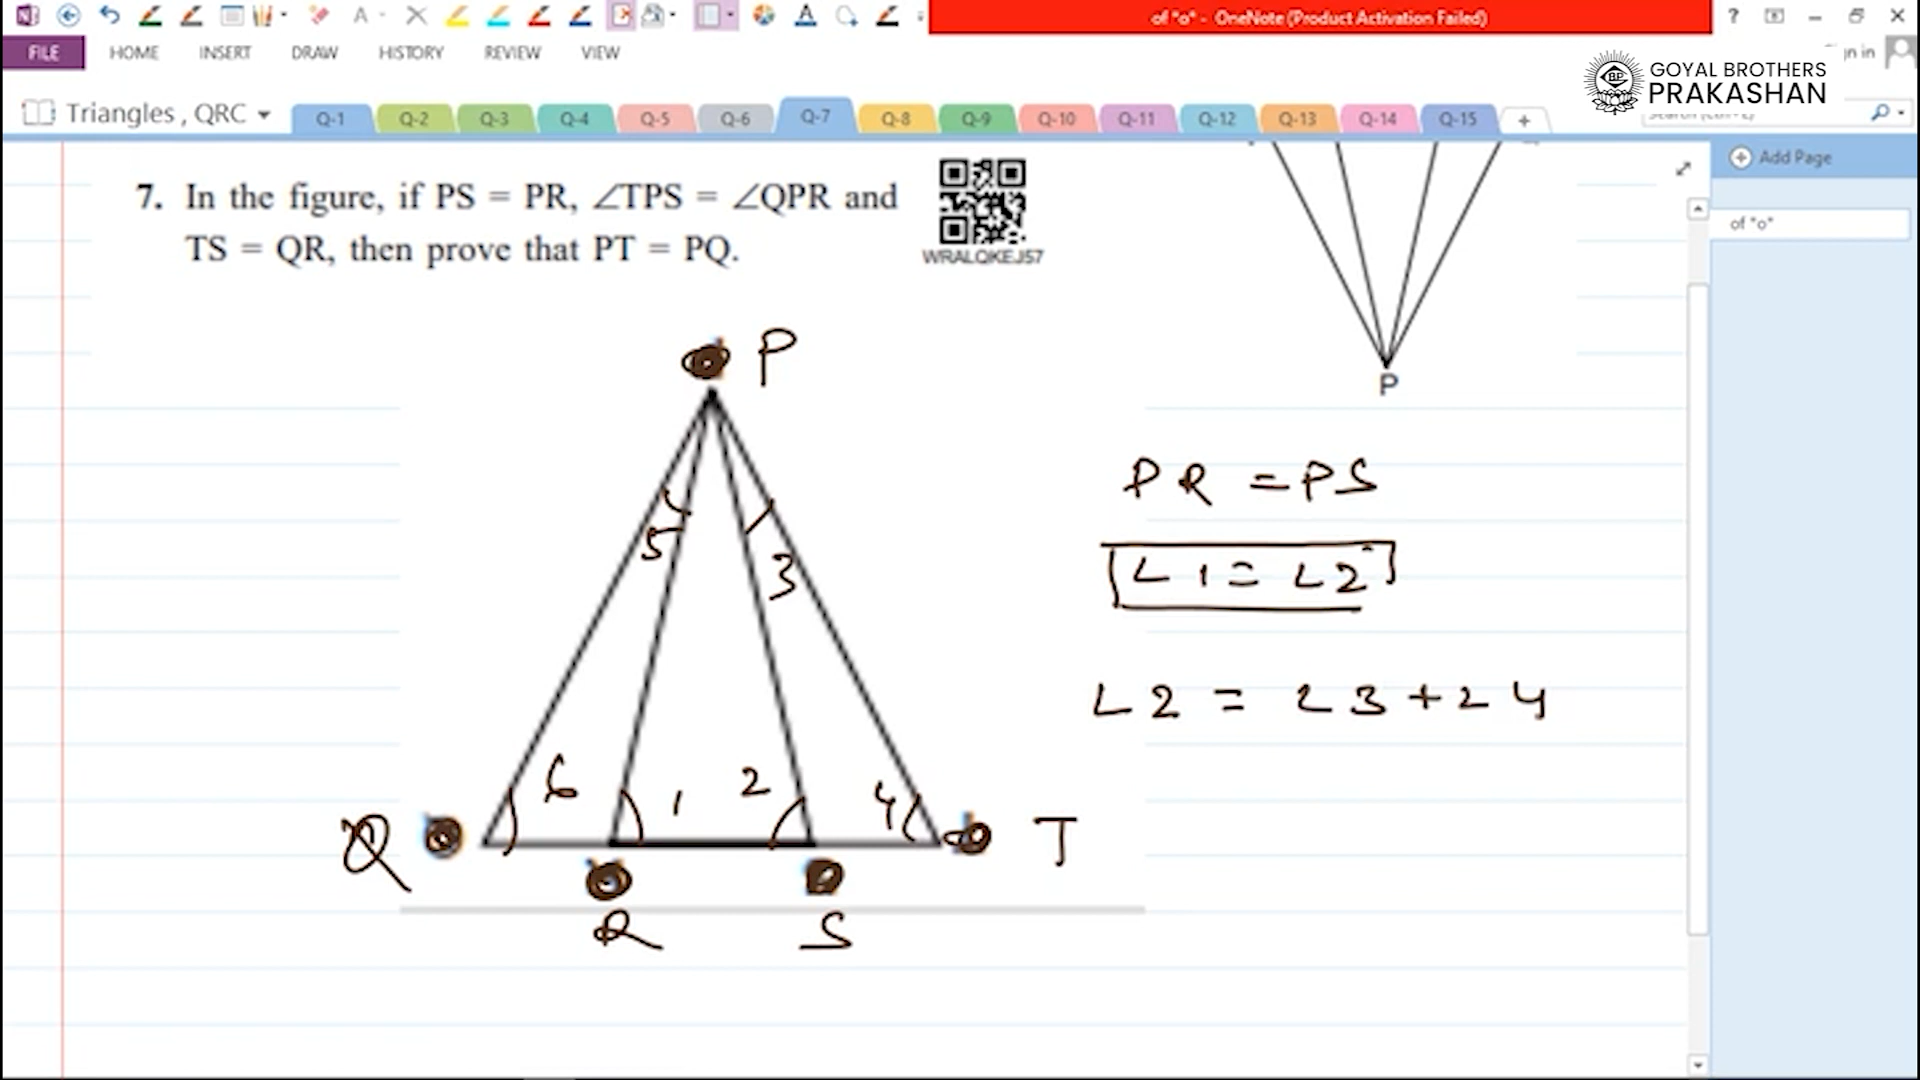 of "o" - OneNote (Product Activation Failed)
FILE HOME INSERT DRAW HISTORY REVIEW VIEW
GOYAL BROTHERS
PRAKASHAN
Triangles , QRC
Q-1 Q-2 Q-3 Q-4 Q-5 Q-6 Q-7 Q-8 Q-9 Q-10 Q-11 Q-12 Q-13 Q-14 Q-15 +
Add Page
of "o"
7. In the figure, if PS = PR, ∠TPS = ∠QPR and
TS = QR, then prove that PT = PQ.
WRALQKEJ57
P
P
5 3
6 1 2 4
Q T
R S
PR = PS
∠1 = ∠2
∠2 = ∠3 + ∠4